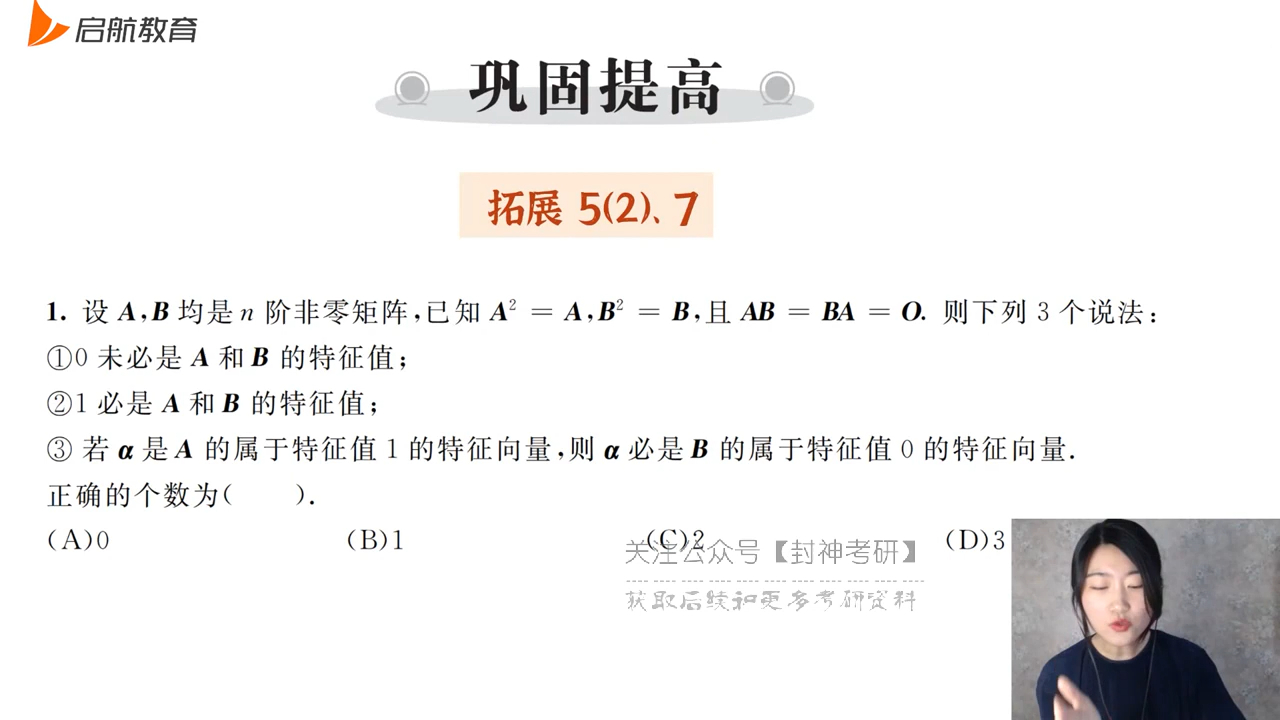 启航教育
巩固提高
拓展 5(2)、7
1. 设 A,B 均是 n 阶非零矩阵,已知 A² = A,B² = B,且 AB = BA = O. 则下列 3 个说法:
①0 未必是 A 和 B 的特征值;
②1 必是 A 和 B 的特征值;
③ 若 α 是 A 的属于特征值 1 的特征向量,则 α 必是 B 的属于特征值 0 的特征向量.
正确的个数为(  ).
(A)0 (B)1 (C)2 (D)3
关注公众号【封神考研】
获取后续和更多考研资料